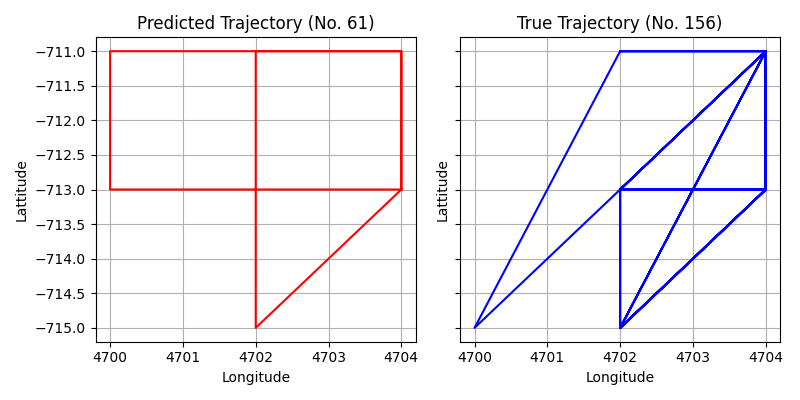 Predicted Trajectory (No. 61)
True Trajectory (No. 156)
−711.0
−711.5
−712.0
−712.5
−713.0
−713.5
−714.0
−714.5
−715.0
Lattitude
Lattitude
4700 4701 4702 4703 4704
4700 4701 4702 4703 4704
Longitude
Longitude